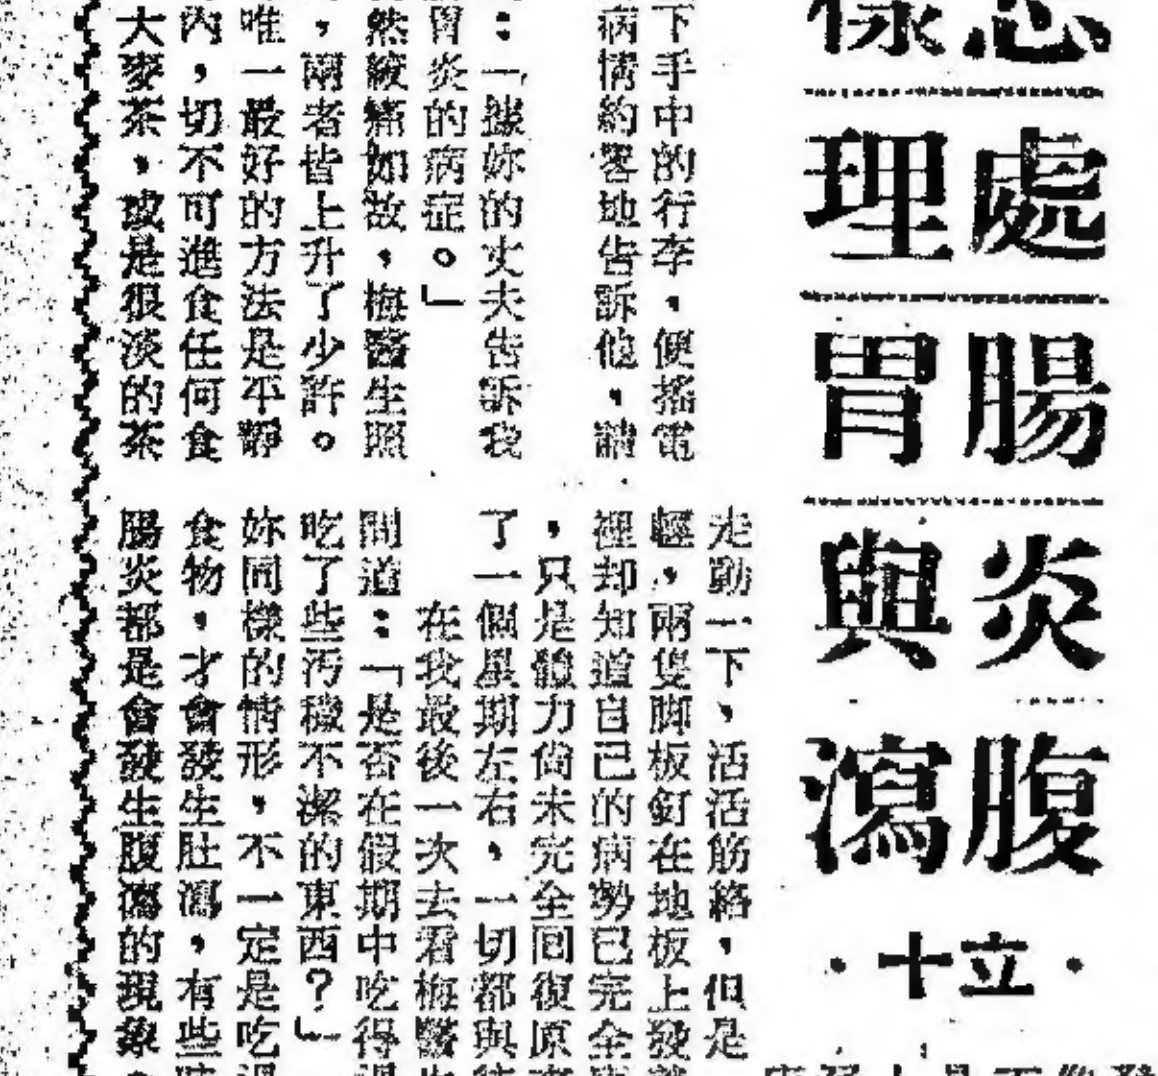 怎樣
處理
腸胃
炎與
腹瀉
·立十·
下手中的行李,便搖電
病情約畧地告訴他,請
:「據妳的丈夫告訴我
胃炎的病症。」
然絞痛如故,梅醫生照
,兩者皆上升了少許。
唯一最好的方法是平靜
內,切不可進食任何食
大麥茶,或是很淡的茶
走動一下,活活筋絡,但是
輕,兩隻脚板釘在地板上發
裡却知道自己的病勢已完全
,只是體力尚未完全囘復原
了一個星期左右,一切都與
在我最後一次去看梅醫
問道:「是否在假期中吃得
吃了些污穢不潔的東西?」
妳同樣的情形,不一定是吃
食物,才會發生肚瀉,有些
腸炎都是會發生腹瀉的現象